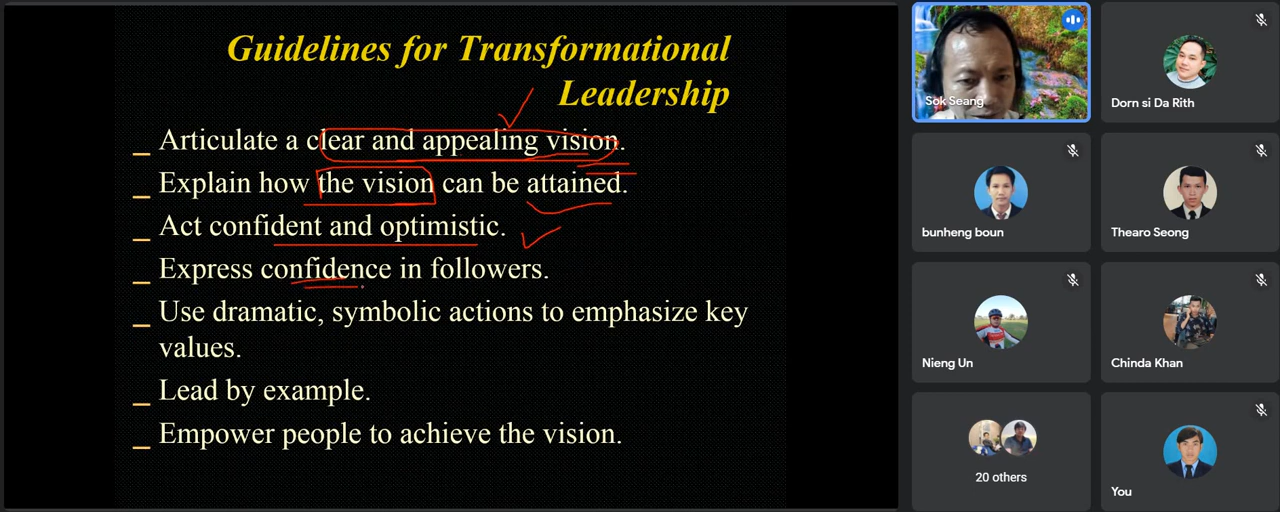 Guidelines for Transformational
Leadership
_ Articulate a clear and appealing vision.
_ Explain how the vision can be attained.
_ Act confident and optimistic.
_ Express confidence in followers.
_ Use dramatic, symbolic actions to emphasize key
values.
_ Lead by example.
_ Empower people to achieve the vision.
Sok Seang
Dorn si Da Rith
bunheng boun
Thearo Seong
Nieng Un
Chinda Khan
20 others
You